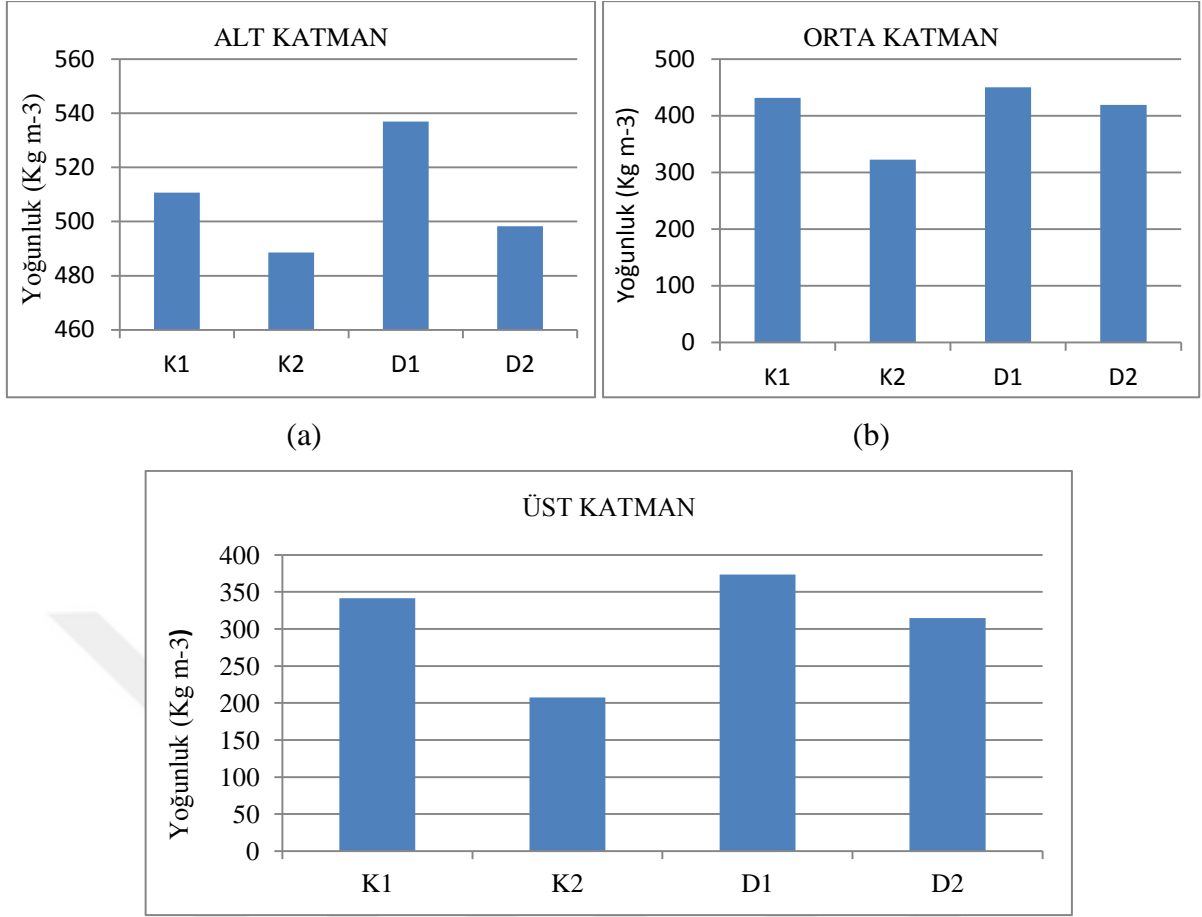 ALT KATMAN
Yoğunluk (Kg m-3)
560
540
520
500
480
460
K1 K2 D1 D2
(a)
ORTA KATMAN
Yoğunluk (Kg m-3)
500
400
300
200
100
0
K1 K2 D1 D2
(b)
ÜST KATMAN
Yoğunluk (Kg m-3)
400
350
300
250
200
150
100
50
0
K1 K2 D1 D2